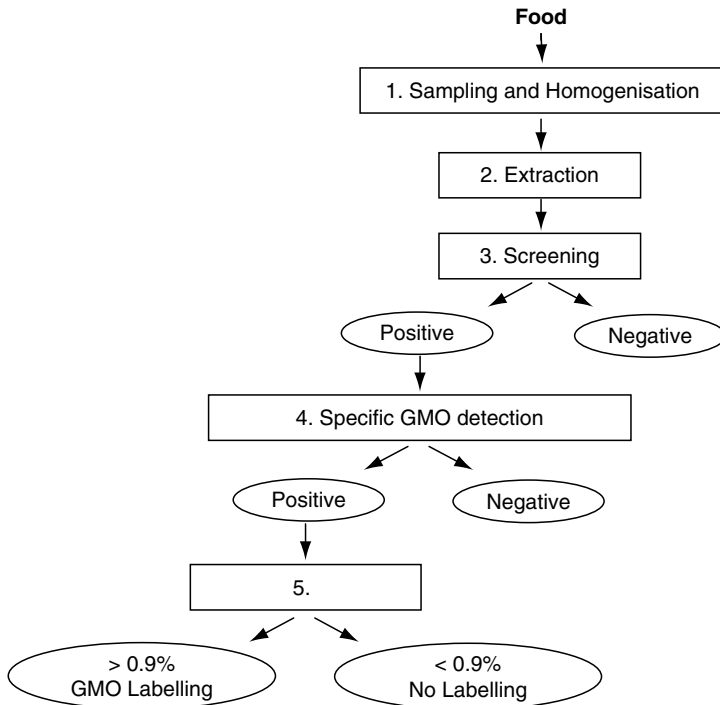 Food
1. Sampling and Homogenisation
2. Extraction
3. Screening
Positive
Negative
4. Specific GMO detection
Positive
Negative
5.
> 0.9%
GMO Labelling
< 0.9%
No Labelling